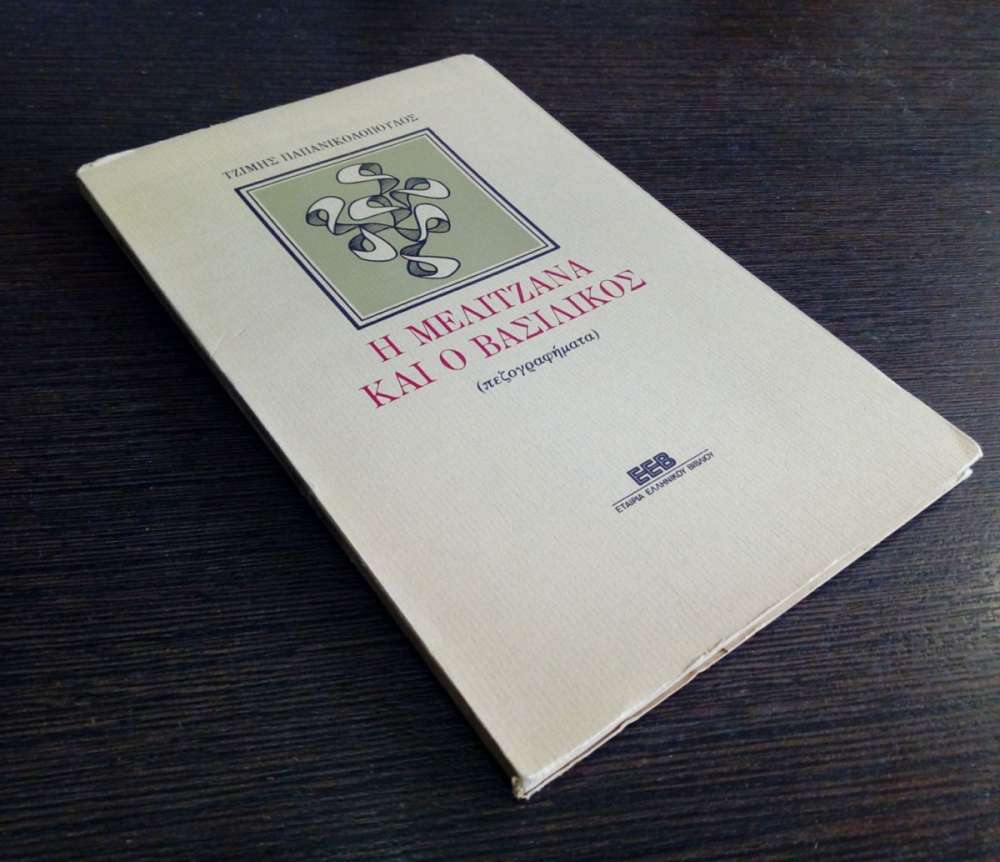 ΤΖΙΜΗΣ ΠΑΠΑΝΙΚΟΛΟΠΟΥΛΟΣ
Η ΜΕΛΙΤΖΑΝΑ
ΚΑΙ Ο ΒΑΣΙΛΙΚΟΣ
(πεζογραφήματα)
ΕΕΒ
ΕΤΑΙΡΙΑ ΕΛΛΗΝΙΚΟΥ ΒΙΒΛΙΟΥ